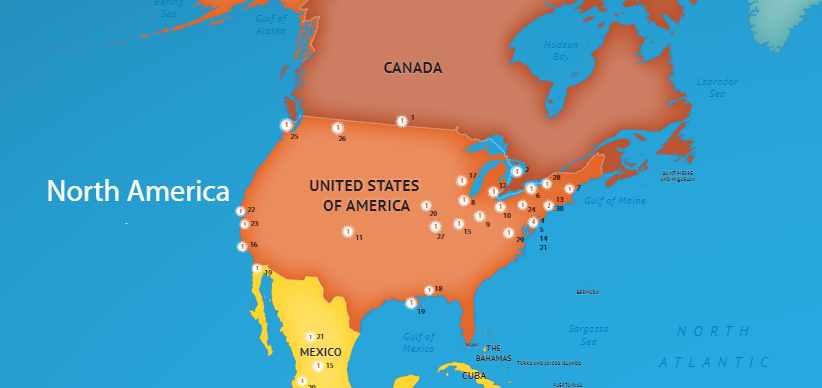 Bering
Sea
Gulf of
Alaska
CANADA
Hudson
Bay
Labrador
Sea
1 25
1 26
1 1
North America
UNITED STATES
OF AMERICA
1 17
1 2
1 12
1 28
1 6
1 7
SAINT PIERRE
AND MIQUELON
Gulf of Maine
1 22
1 23
1 16
1 20
1 8
1 10
1 24
2 13
30
1 11
1 27
1 15
1 9
4 4
5
14
21
1 29
1 19
1 18
1 19
BERMUDA
Gulf of
Mexico
Sargasso
Sea
NORTH
ATLANTIC
1 21
MEXICO
1 15
1 20
MIAMI
THE
BAHAMAS
TURKS AND CAICOS ISLANDS
CUBA
PUERTO RICO